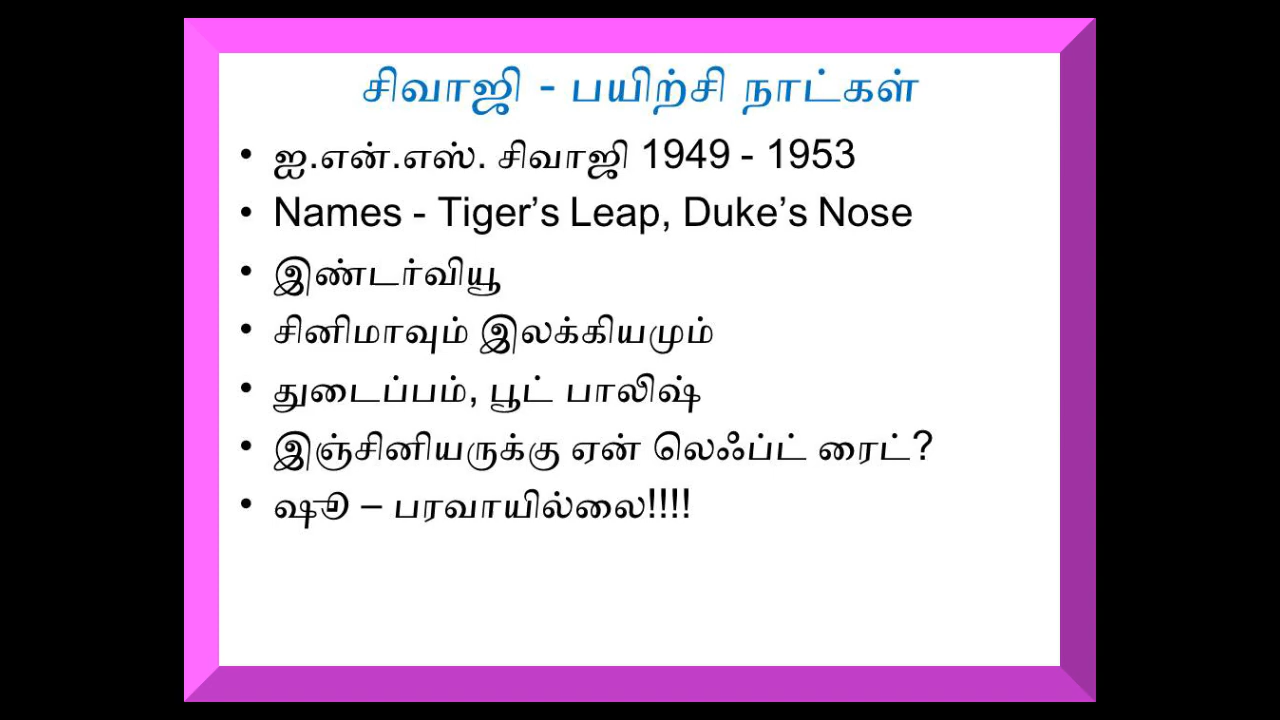 சிவாஜி - பயிற்சி நாட்கள்
• ஐ.என்.எஸ். சிவாஜி 1949 - 1953
• Names - Tiger’s Leap, Duke’s Nose
• இண்டர்வியூ
• சினிமாவும் இலக்கியமும்
• துடைப்பம், பூட் பாலிஷ்
• இஞ்சினியருக்கு ஏன் லெஃப்ட் ரைட்?
• ஷூ – பரவாயில்லை!!!!